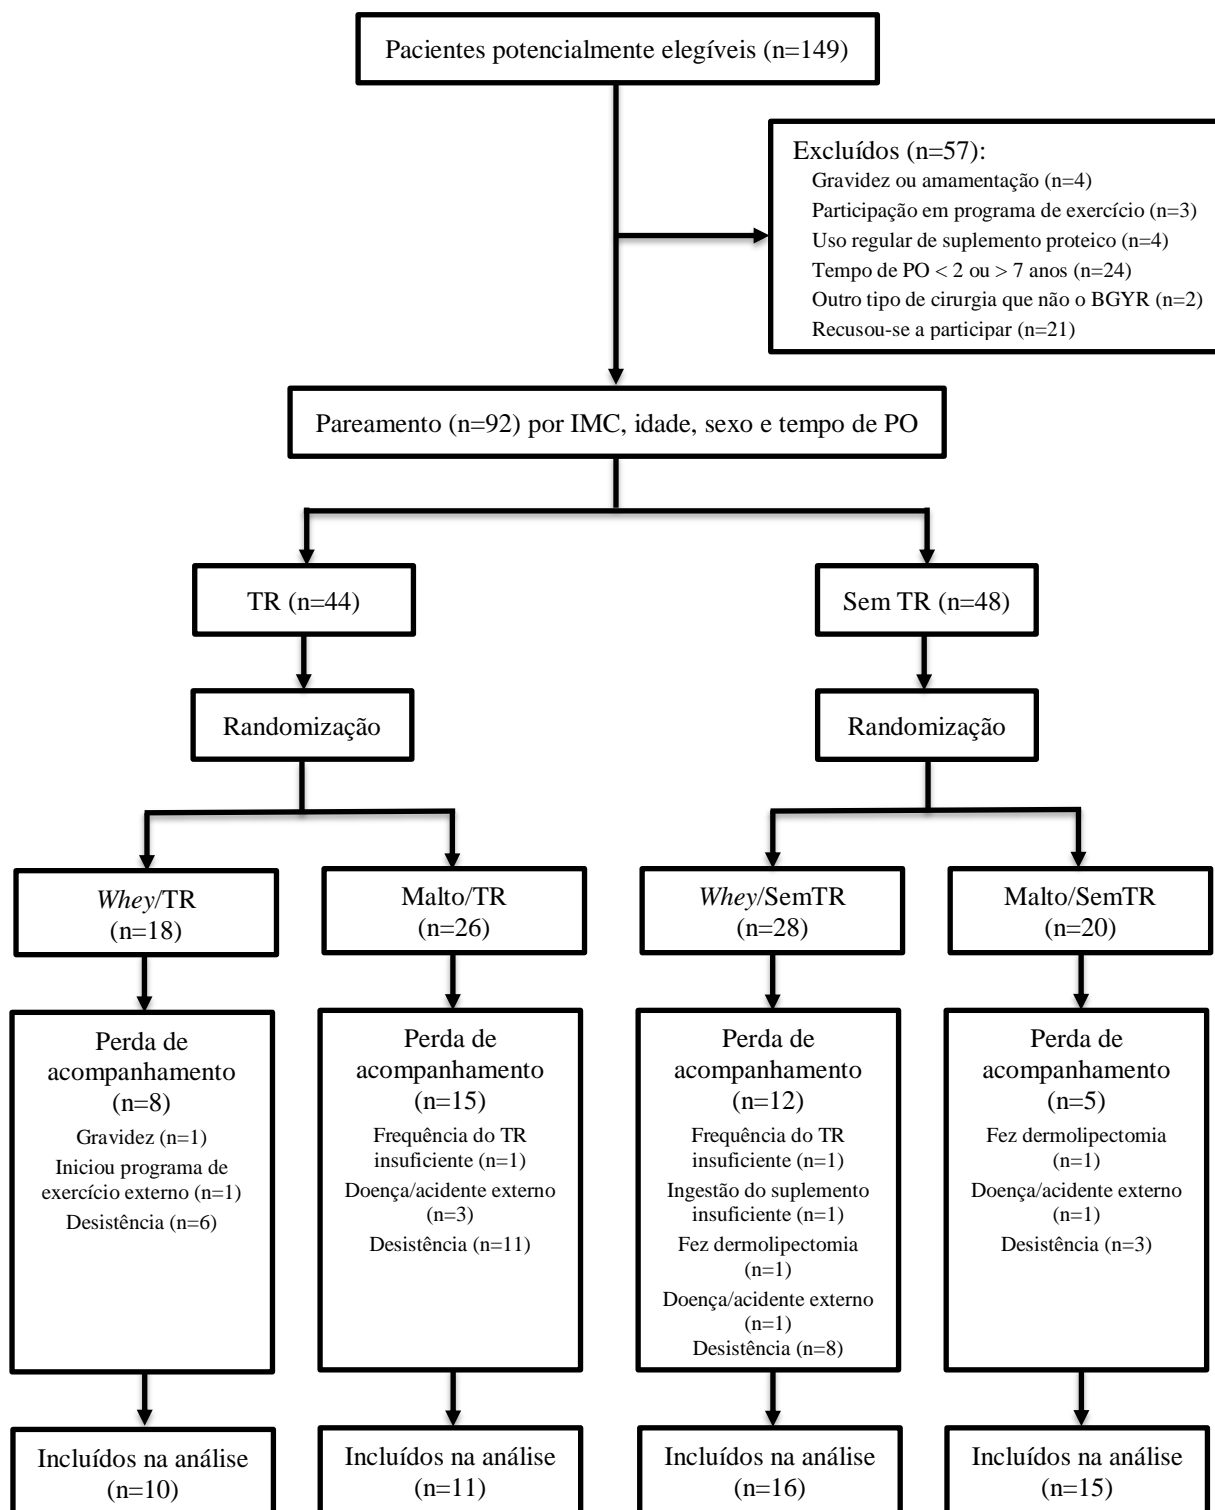 Pacientes potencialmente elegíveis (n=149)
Excluídos (n=57):
Gravidez ou amamentação (n=4)
Participação em programa de exercício (n=3)
Uso regular de suplemento proteico (n=4)
Tempo de PO < 2 ou > 7 anos (n=24)
Outro tipo de cirurgia que não o BGYR (n=2)
Recusou-se a participar (n=21)
Pareamento (n=92) por IMC, idade, sexo e tempo de PO
TR (n=44)
Sem TR (n=48)
Randomização
Randomização
Whey/TR
(n=18)
Malto/TR
(n=26)
Whey/SemTR
(n=28)
Malto/SemTR
(n=20)
Perda de
acompanhamento
(n=8)
Gravidez (n=1)
Iniciou programa de
exercício externo (n=1)
Desistência (n=6)
Perda de
acompanhamento
(n=15)
Frequência do TR
insuficiente (n=1)
Doença/acidente externo
(n=3)
Desistência (n=11)
Perda de
acompanhamento
(n=12)
Frequência do TR
insuficiente (n=1)
Ingestão do suplemento
insuficiente (n=1)
Fez dermolipectomia
(n=1)
Doença/acidente externo
(n=1)
Desistência (n=8)
Perda de
acompanhamento
(n=5)
Fez dermolipectomia
(n=1)
Doença/acidente externo
(n=1)
Desistência (n=3)
Incluídos na análise
(n=10)
Incluídos na análise
(n=11)
Incluídos na análise
(n=16)
Incluídos na análise
(n=15)